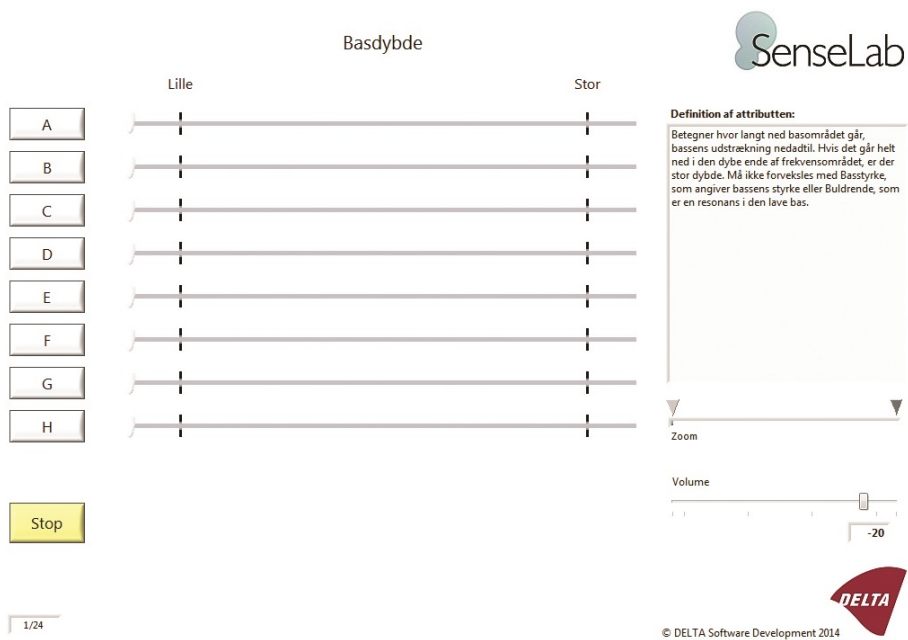 Basdybde
SenseLab
Lille
Stor
A
B
C
D
E
F
G
H
Stop
1/24
Definition af attributten:
Betegner hvor langt ned basområdet går,
bassens udstrækning nedadtil. Hvis det går helt
ned i den dybe ende af frekvensområdet, er der
stor dybde. Må ikke forveksles med Basstyrke,
som angiver bassens styrke eller Buldrende, som
er en resonans i den lave bas.
Zoom
Volume
-20
DELTA
© DELTA Software Development 2014